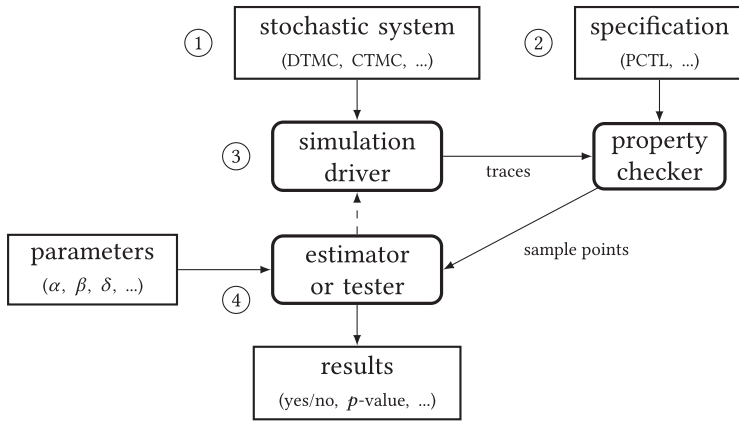 ① stochastic system
(DTMC, CTMC, ...)
② specification
(PCTL, ...)
③ simulation
driver
traces
property
checker
sample points
parameters
(α, β, δ, ...)
④ estimator
or tester
results
(yes/no, p-value, ...)